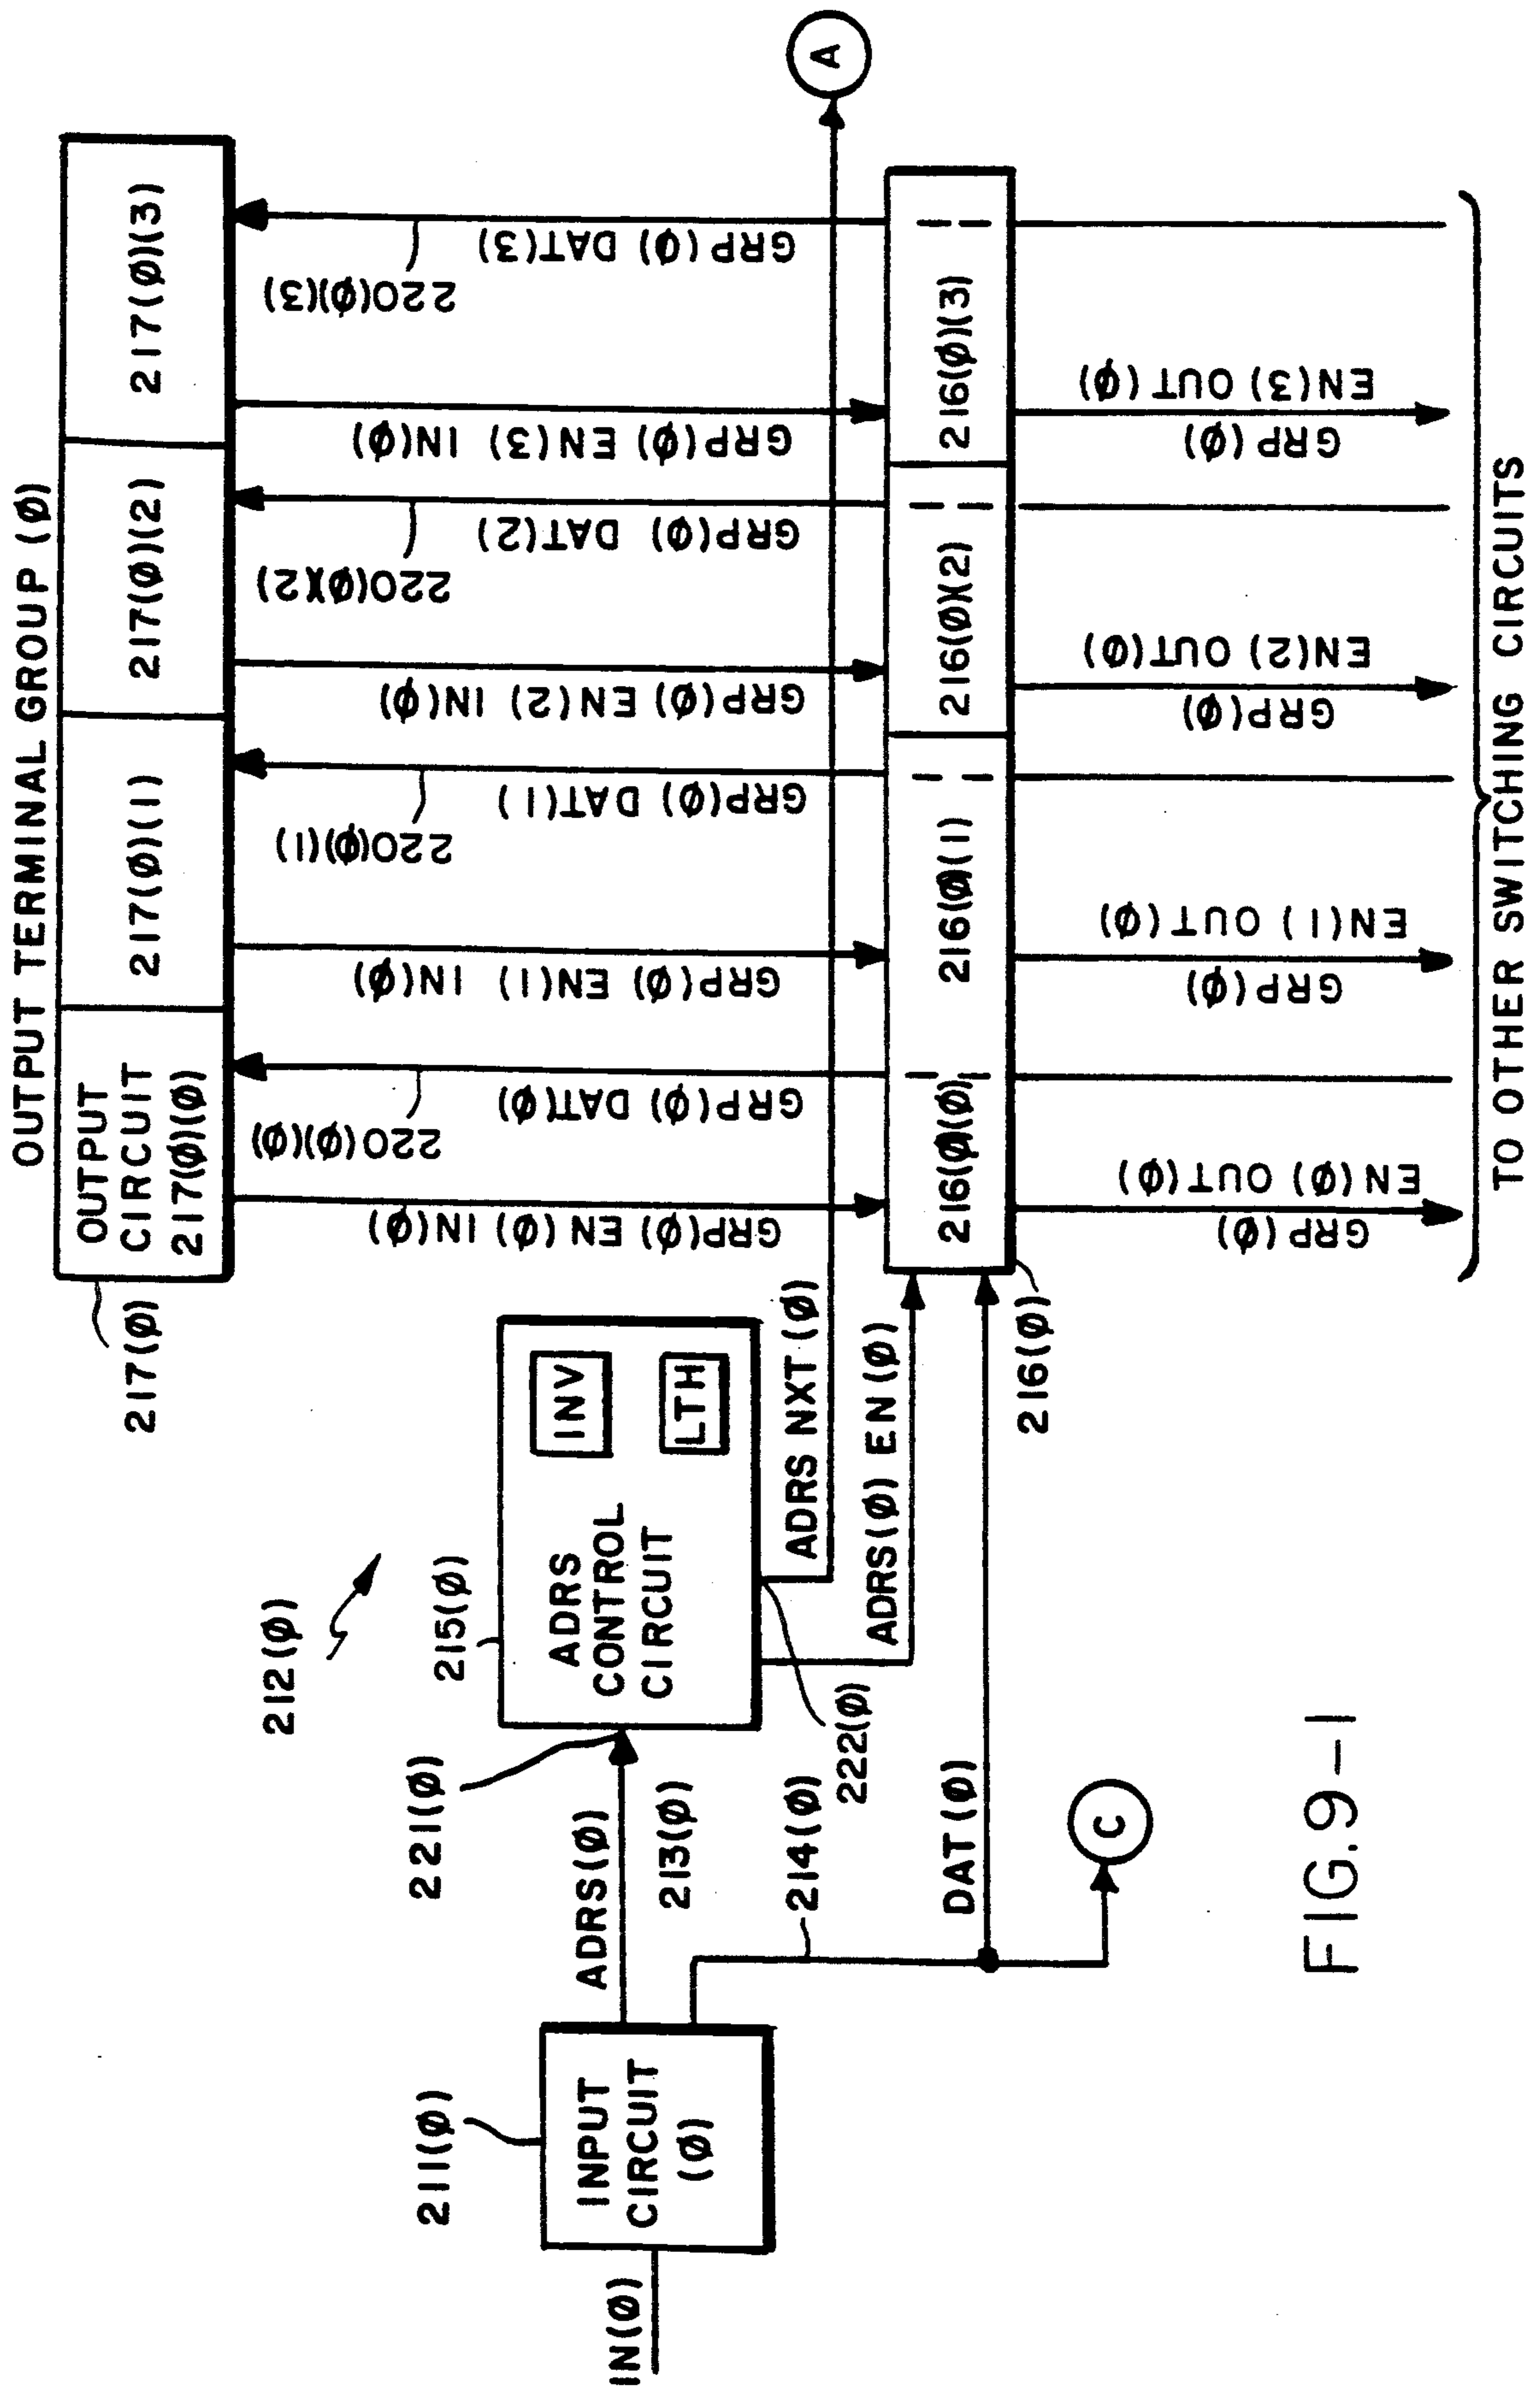 OUTPUT TERMINAL GROUP (Ø)
OUTPUT
CIRCUIT
217(Ø)(Ø)
217(Ø)(1)
217(Ø)(2)
217(Ø)(3)
217(Ø)
GRP(Ø) EN(Ø) IN(Ø)
220(Ø)(Ø)
GRP(Ø) DAT(Ø)
GRP(Ø) EN(1) IN(Ø)
220(Ø)(1)
GRP(Ø) DAT(1)
GRP(Ø) EN(2) IN(Ø)
220(Ø)(2)
GRP(Ø) DAT(2)
GRP(Ø) EN(3) IN(Ø)
220(Ø)(3)
GRP(Ø) DAT(3)
212(Ø)
215(Ø)
ADRS
CONTROL
CIRCUIT
INV
LTH
221(Ø)
ADRS(Ø)
213(Ø)
211(Ø)
INPUT
CIRCUIT
(Ø)
IN(Ø)
214(Ø)
222(Ø)
ADRS NXT(Ø)
A
ADRS(Ø) EN(Ø)
DAT(Ø)
C
216(Ø)(Ø)
216(Ø)(1)
216(Ø)(2)
216(Ø)(3)
216(Ø)
GRP(Ø)
EN(Ø) OUT(Ø)
GRP(Ø)
EN(1) OUT(Ø)
GRP(Ø)
EN(2) OUT(Ø)
GRP(Ø)
EN(3) OUT(Ø)
TO OTHER SWITCHING CIRCUITS
FIG.9-1